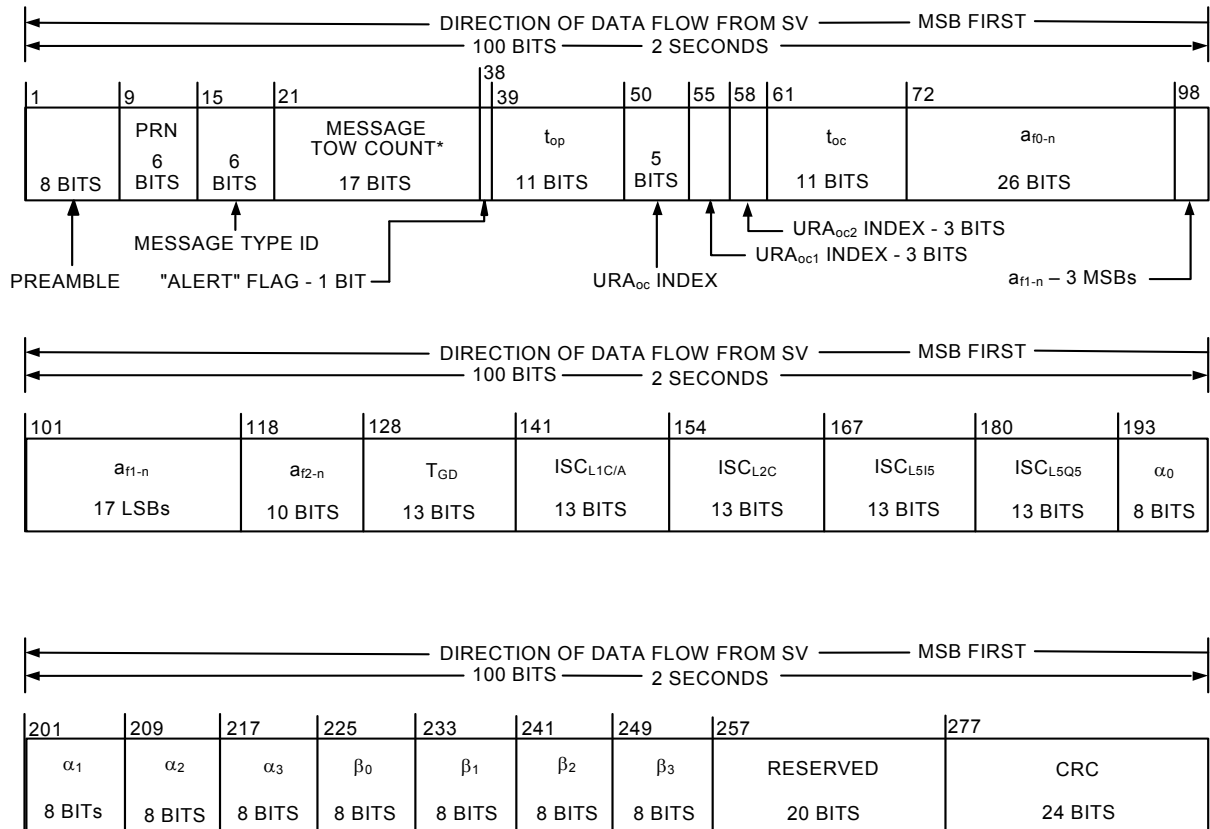 DIRECTION OF DATA FLOW FROM SV MSB FIRST
100 BITS 2 SECONDS
38
1 9 15 21 39 50 55 58 61 72 98
PRN MESSAGE t_op t_oc a_f0-n
TOW COUNT*
6 6 5
8 BITS BITS BITS 17 BITS 11 BITS BITS 11 BITS 26 BITS
URA_oc2 INDEX - 3 BITS
MESSAGE TYPE ID
URA_oc1 INDEX - 3 BITS
PREAMBLE "ALERT" FLAG - 1 BIT URA_oc INDEX a_f1-n – 3 MSBs
DIRECTION OF DATA FLOW FROM SV MSB FIRST
100 BITS 2 SECONDS
101 118 128 141 154 167 180 193
a_f1-n a_f2-n T_GD ISC_L1C/A ISC_L2C ISC_L5I5 ISC_L5Q5 α_0
17 LSBs 10 BITS 13 BITS 13 BITS 13 BITS 13 BITS 13 BITS 8 BITS
DIRECTION OF DATA FLOW FROM SV MSB FIRST
100 BITS 2 SECONDS
201 209 217 225 233 241 249 257 277
α_1 α_2 α_3 β_0 β_1 β_2 β_3 RESERVED CRC
8 BITs 8 BITS 8 BITS 8 BITS 8 BITS 8 BITS 8 BITS 20 BITS 24 BITS